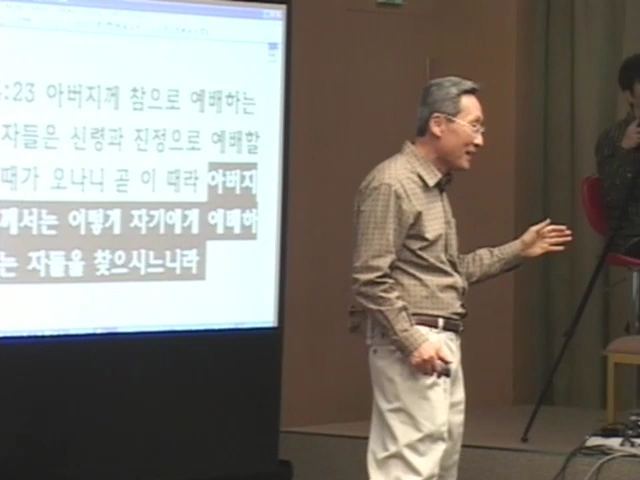 :23 아버지께 참으로 예배하는
자들은 신령과 진정으로 예배할
때가 오나니 곧 이 때라 아버지
께서는 이렇게 자기에게 예배하
는 자들을 찾으시느니라